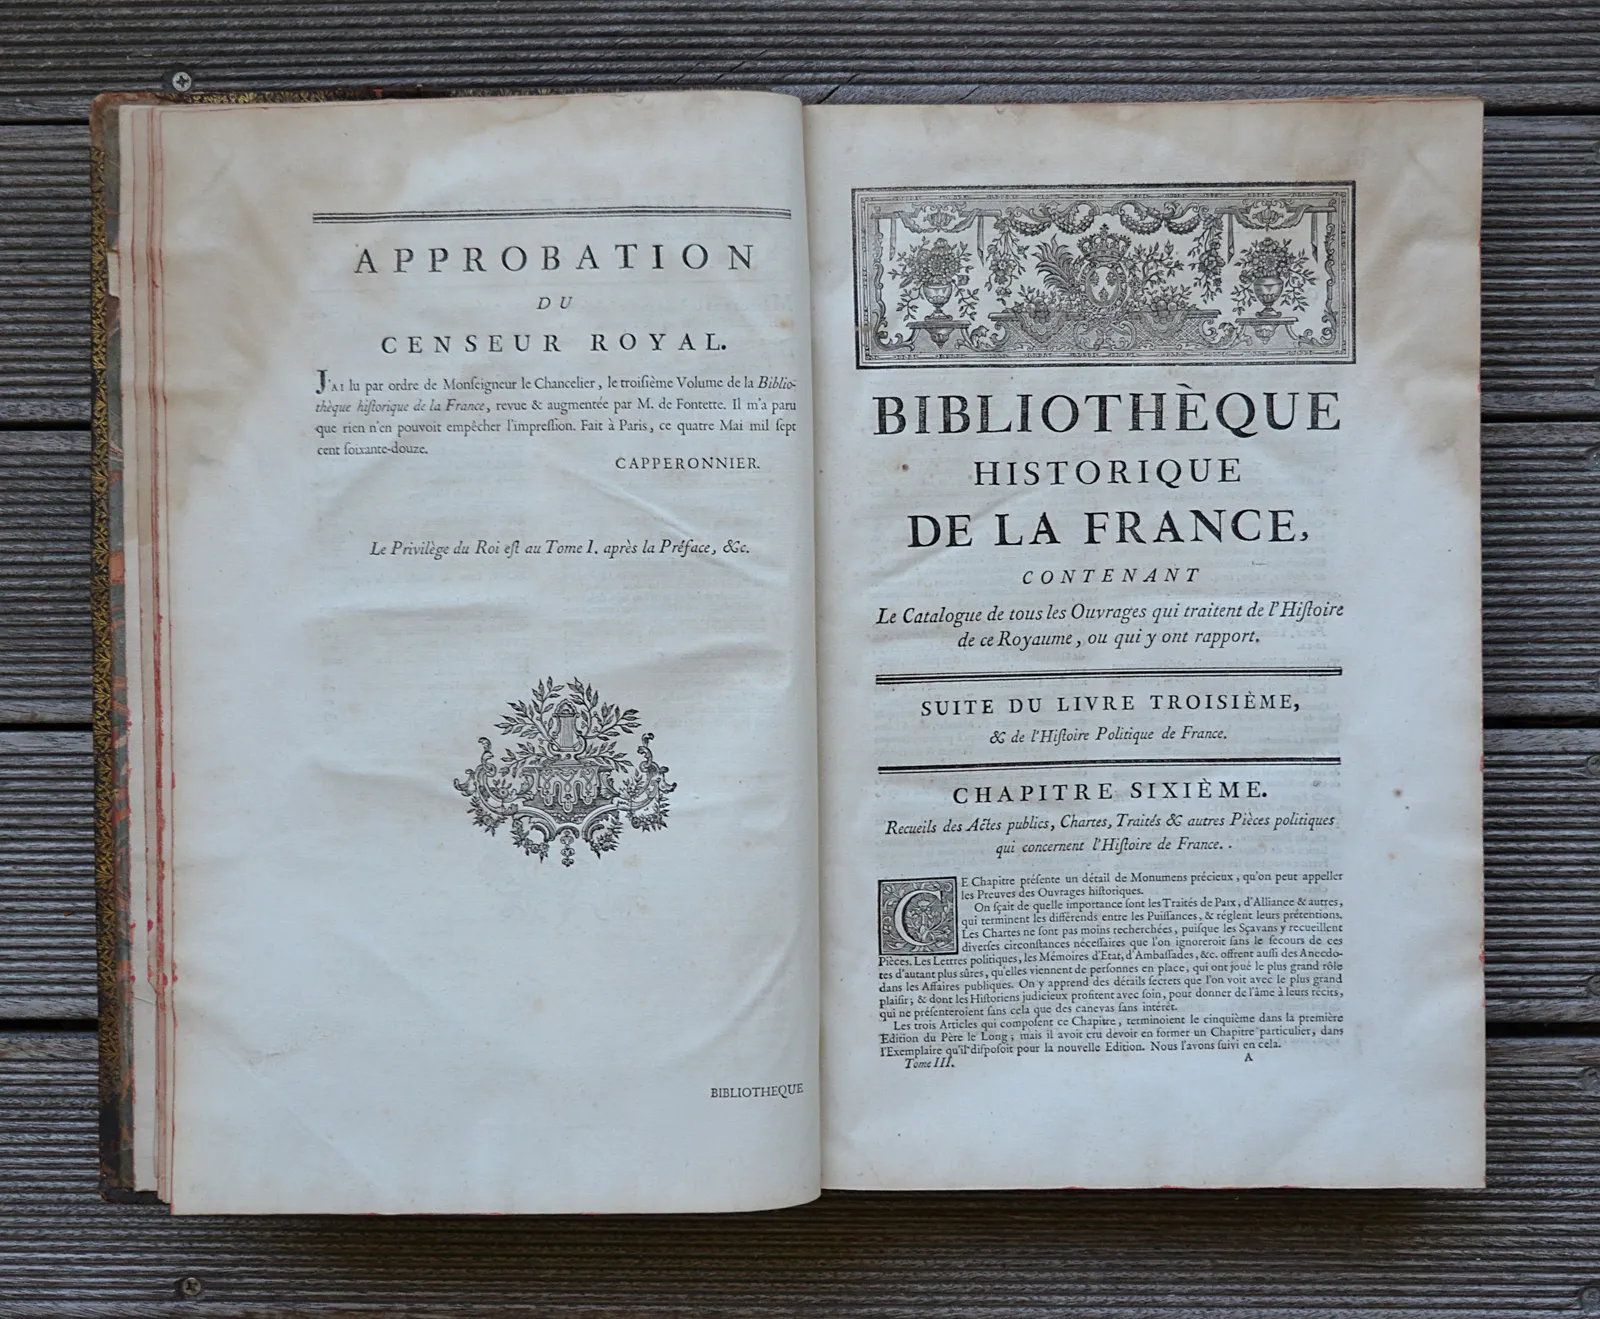 APPROBATION
DU
CENSEUR ROYAL.
J'AI lu par ordre de Monſeigneur le Chancelier, le troiſième Volume de la Biblio-
thèque hiſtorique de la France, revue & augmentée par M. de Fontette. Il m'a paru
que rien n'en pouvoit empêcher l'impreſſion. Fait à Paris, ce quatre Mai mil ſept
cent ſoixante-douze.
CAPPERONNIER.
Le Privilège du Roi eſt au Tome I. après la Préface, &c.
BIBLIOTHEQUE
BIBLIOTHÈQUE
HISTORIQUE
DE LA FRANCE,
CONTENANT
Le Catalogue de tous les Ouvrages qui traitent de l'Hiſtoire
de ce Royaume, ou qui y ont rapport.
SUITE DU LIVRE TROISIÈME,
& de l'Hiſtoire Politique de France.
CHAPITRE SIXIÈME.
Recueils des Actes publics, Chartes, Traités & autres Pièces politiques
qui concernent l'Hiſtoire de France.
CE Chapitre préſente un détail de Monumens précieux, qu'on peut appeller
les Preuves des Ouvrages hiſtoriques.
On ſçait de quelle importance ſont les Traités de Paix, d'Alliance & autres,
qui terminent les différends entre les Puiſſances, & réglent leurs prétentions.
Les Chartes ne ſont pas moins recherchées, puiſque les Sçavans y recueillent
diverſes circonſtances néceſſaires que l'on ignoreroit ſans le ſecours de ces
Pièces. Les Lettres politiques, les Mémoires d'Etat, d'Ambaſſades, &c. offrent auſſi des Anecdo-
tes d'autant plus sûres, qu'elles viennent de perſonnes en place, qui ont joué le plus grand rôle
dans les Affaires publiques. On y apprend des détails ſecrets que l'on voit avec le plus grand
plaiſir; & dont les Hiſtoriens judicieux profitent avec ſoin, pour donner de l'âme à leurs récits,
qui ne préſenteroient ſans cela que des canevas ſans intérêt.
Les trois Articles qui compoſent ce Chapitre, terminoient le cinquième dans la première
Edition du Père le Long; mais il avoit cru devoir en former un Chapitre particulier, dans
l'Exemplaire qu'il diſpoſoit pour la nouvelle Edition. Nous l'avons ſuivi en cela.
Tome III. A